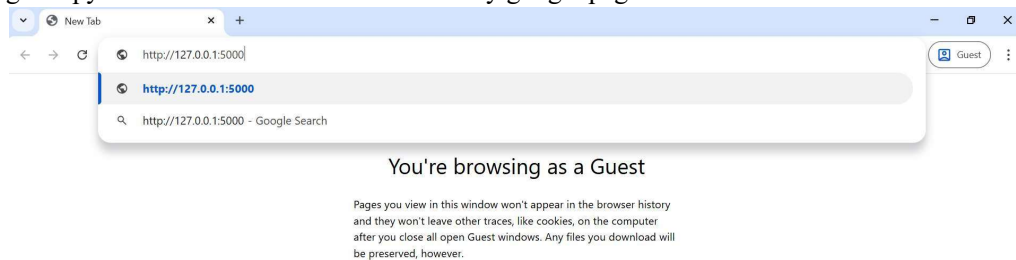 New Tab
http://127.0.0.1:5000
Guest
http://127.0.0.1:5000
http://127.0.0.1:5000 - Google Search
You're browsing as a Guest
Pages you view in this window won't appear in the browser history
and they won't leave other traces, like cookies, on the computer
after you close all open Guest windows. Any files you download will
be preserved, however.